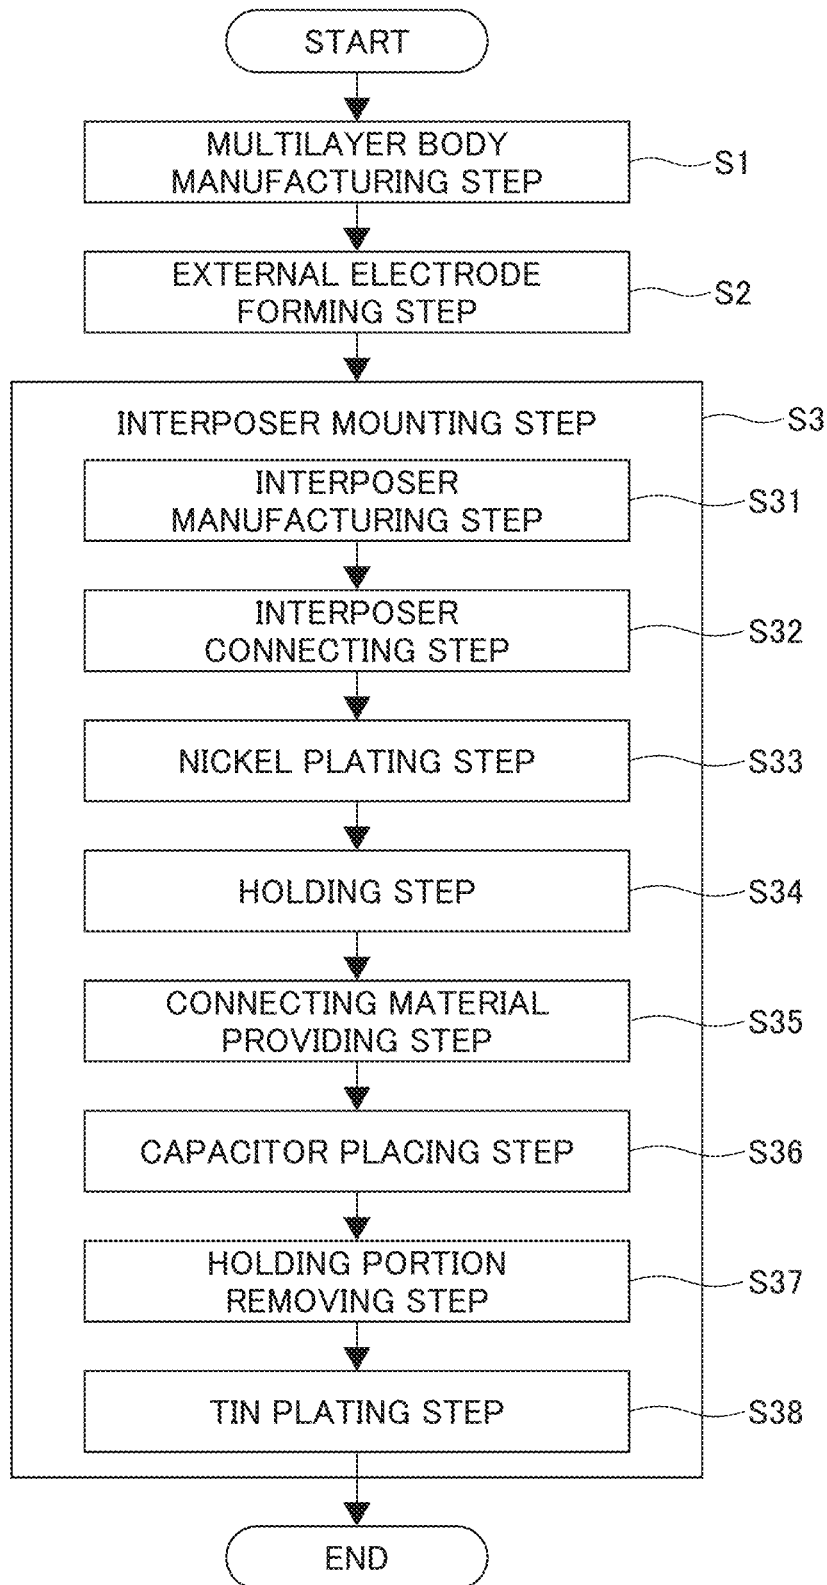 START
MULTILAYER BODY
MANUFACTURING STEP
S1
EXTERNAL ELECTRODE
FORMING STEP
S2
INTERPOSER MOUNTING STEP
S3
INTERPOSER
MANUFACTURING STEP
S31
INTERPOSER
CONNECTING STEP
S32
NICKEL PLATING STEP
S33
HOLDING STEP
S34
CONNECTING MATERIAL
PROVIDING STEP
S35
CAPACITOR PLACING STEP
S36
HOLDING PORTION
REMOVING STEP
S37
TIN PLATING STEP
S38
END